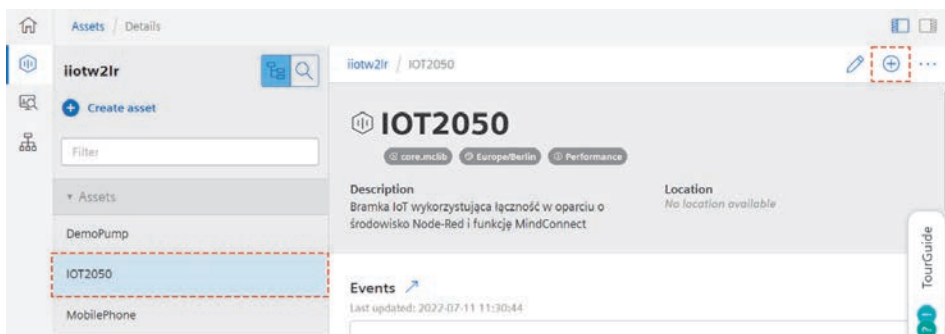 Assets / Details
iiotw2lr
Create asset
Filter
Assets
DemoPump
IOT2050
MobilePhone
iiotw2lr / IOT2050
IOT2050
core.mclib Europe/Berlin Performance
Description
Bramka IoT wykorzystująca łączność w oparciu o
środowisko Node-Red i funkcję MindConnect
Location
No location available
Events
Last updated: 2022-07-11 11:30:44
TourGuide